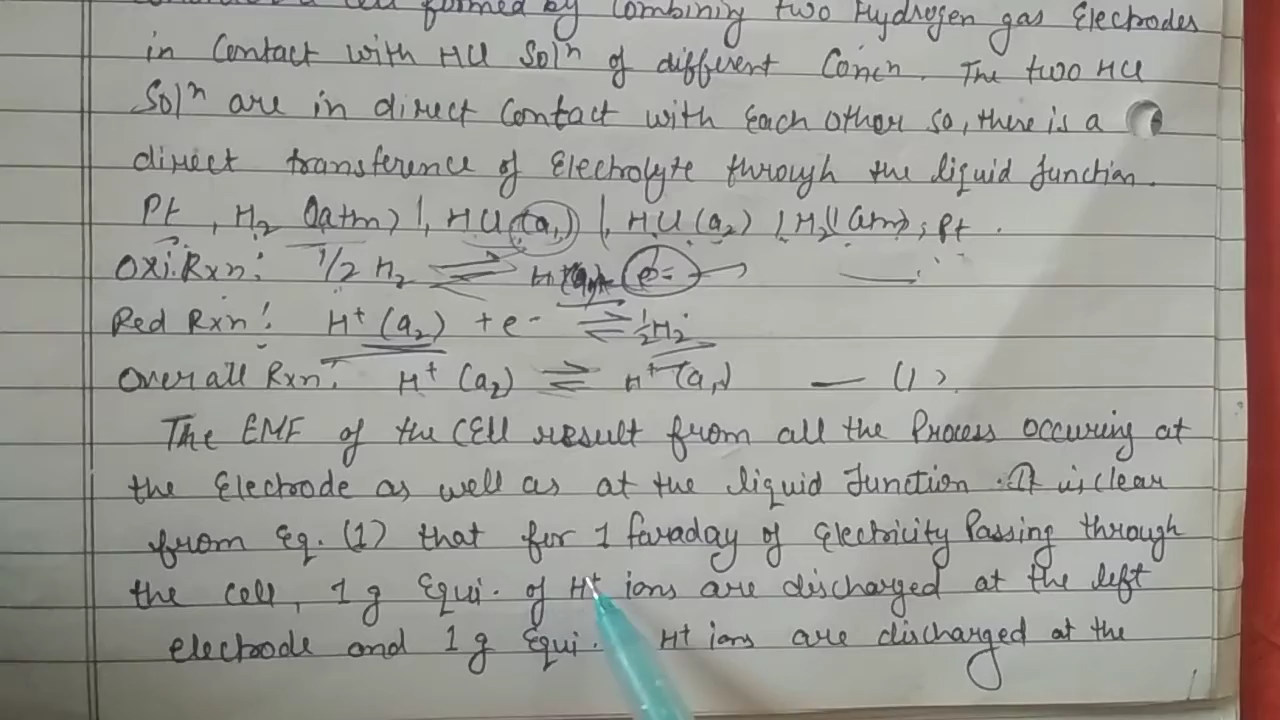 formed by Combining two Hydrogen gas Electrodes
in Contact with HCl Solⁿ of different Concn. The two HCl
Solⁿ are in direct Contact with Each other so, there is a
direct transference of Electrolyte through the liquid Junction.
Pt, H₂ (1atm) |, HCl (a₁) | HCl (a₂) | H₂(1 atm); Pt.
Oxi. Rxn: 1/2 H₂ ⇌ e⁻
Red Rxn: H⁺ (a₂) + e⁻ ⇌ ½H₂
Overall Rxn: H⁺ (a₂) ⇌ H⁺ (a₁) — (1)
The EMF of the CEll result from all the Process occuring at
the Electrode as well as at the liquid Junction. It is clear
from Eq. (1) that for 1 faraday of Electricity Passing through
the cell, 1 g Equi. of H⁺ ions are discharged at the left
electrode and 1 g Equi. H⁺ ions are discharged at the